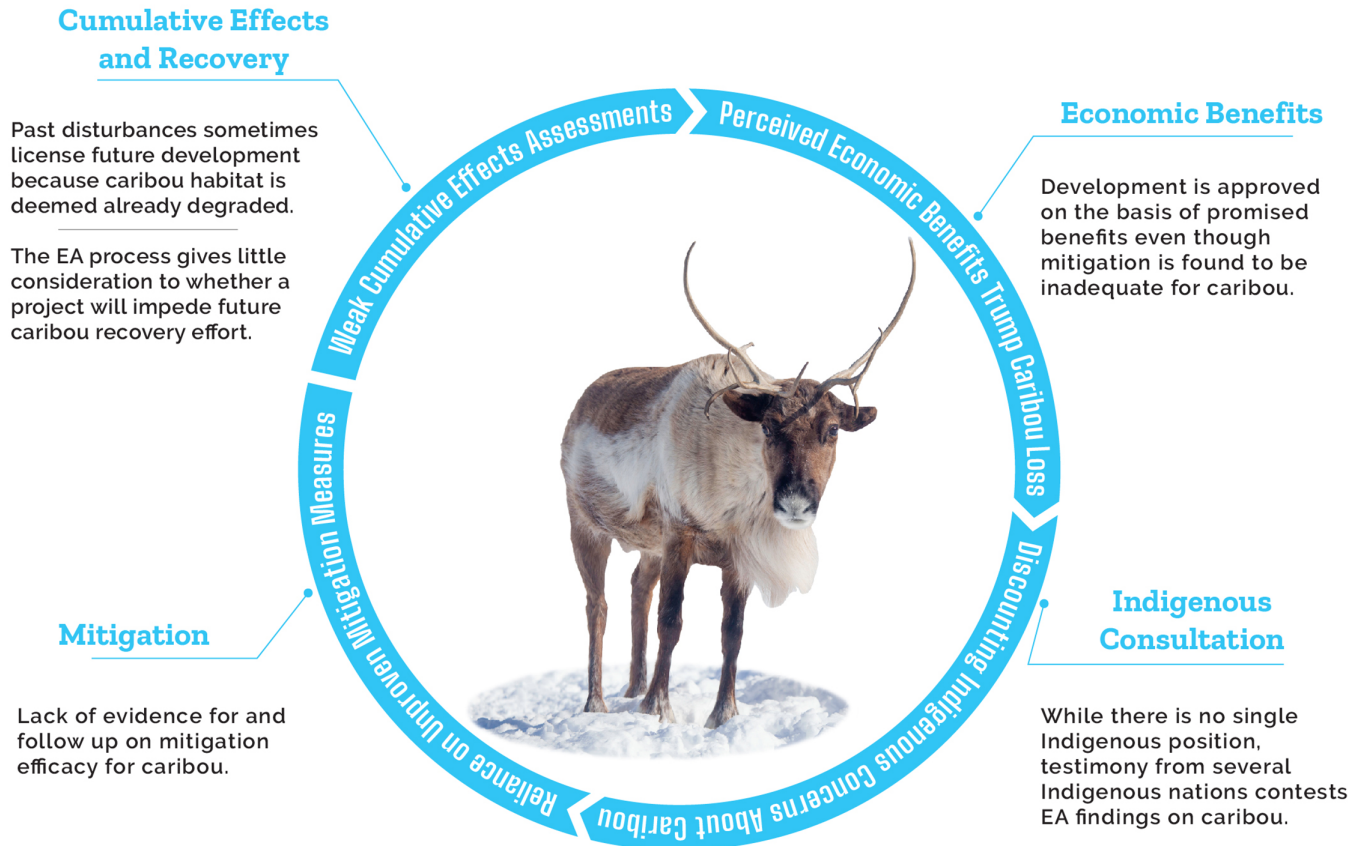 Cumulative Effects
and Recovery
Past disturbances sometimes
license future development
because caribou habitat is
deemed already degraded.
The EA process gives little
consideration to whether a
project will impede future
caribou recovery effort.
Weak Cumulative Effects Assessments
Perceived Economic Benefits Trump Caribou Loss
Economic Benefits
Development is approved
on the basis of promised
benefits even though
mitigation is found to be
inadequate for caribou.
Discounting Indigenous Concerns About Caribou
Indigenous
Consultation
While there is no single
Indigenous position,
testimony from several
Indigenous nations contests
EA findings on caribou.
Reliance on Unproven Mitigation Measures
Mitigation
Lack of evidence for and
follow up on mitigation
efficacy for caribou.